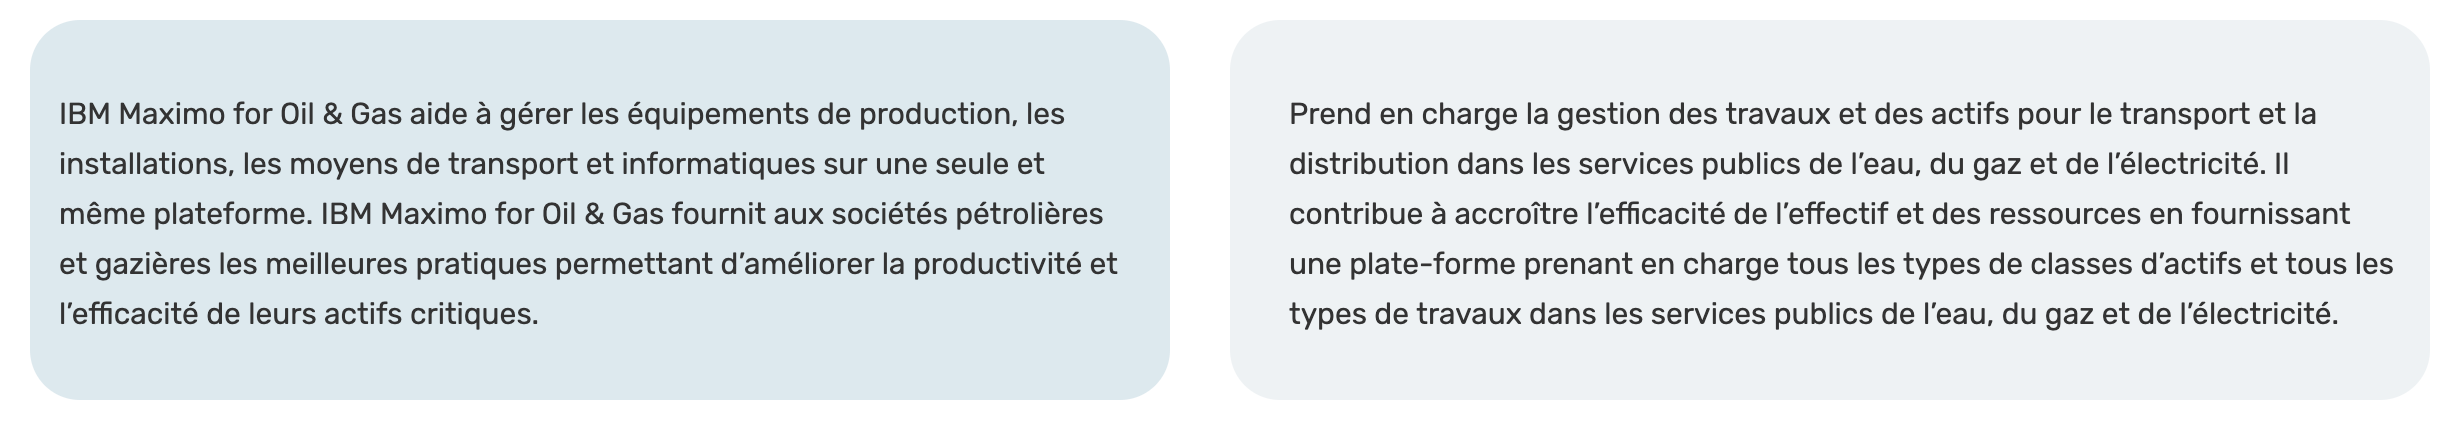 IBM Maximo for Oil & Gas aide à gérer les équipements de production, les
installations, les moyens de transport et informatiques sur une seule et
même plateforme. IBM Maximo for Oil & Gas fournit aux sociétés pétrolières
et gazières les meilleures pratiques permettant d’améliorer la productivité et
l’efficacité de leurs actifs critiques.
Prend en charge la gestion des travaux et des actifs pour le transport et la
distribution dans les services publics de l’eau, du gaz et de l’électricité. Il
contribue à accroître l’efficacité de l’effectif et des ressources en fournissant
une plate-forme prenant en charge tous les types de classes d’actifs et tous les
types de travaux dans les services publics de l’eau, du gaz et de l’électricité.